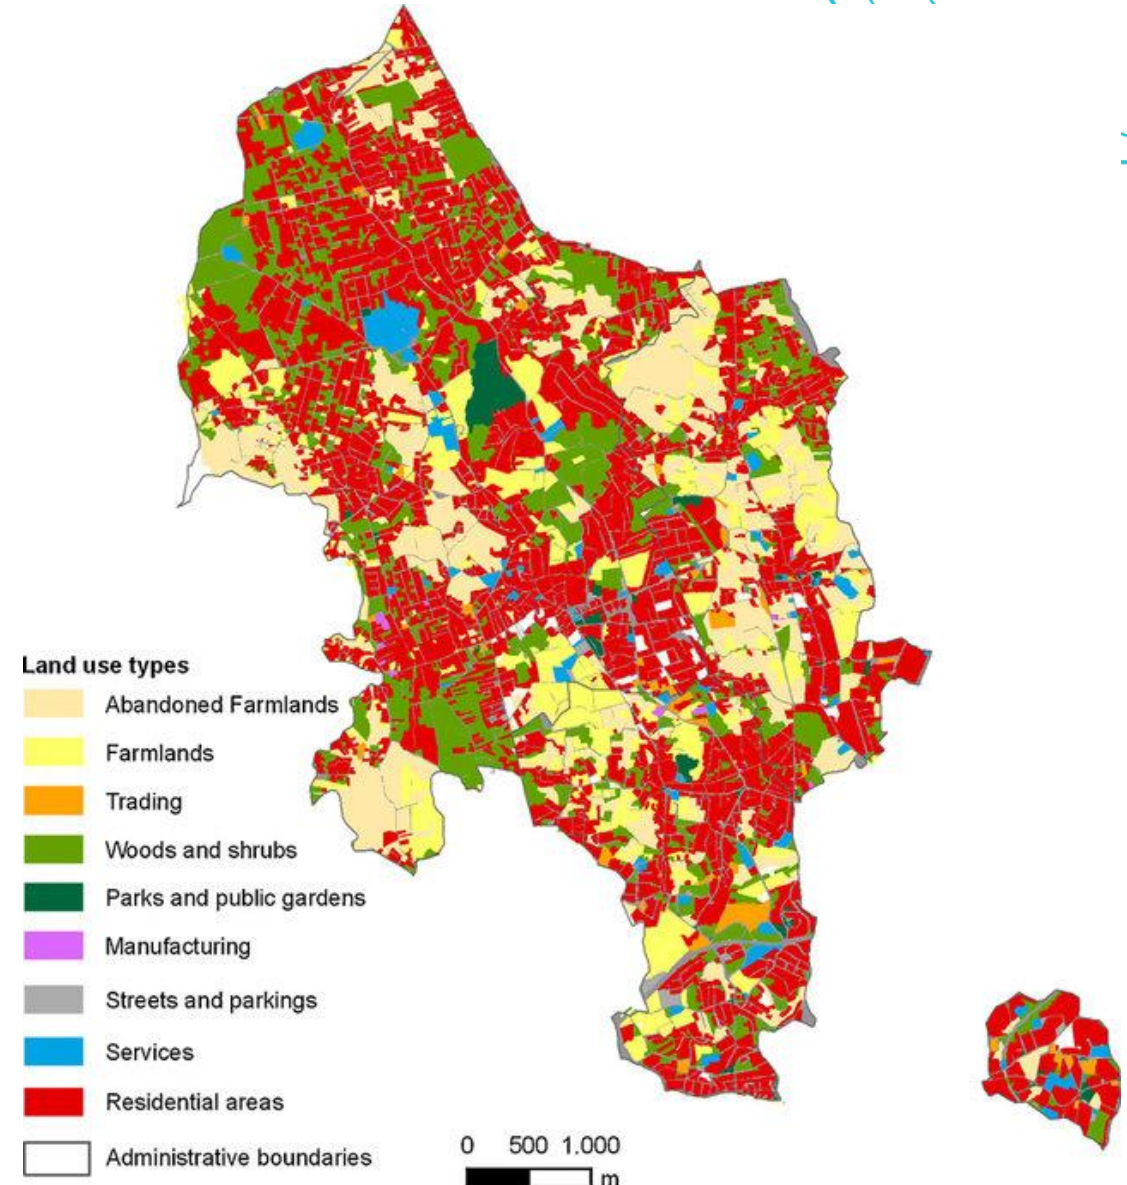 Land use types
Abandoned Farmlands
Farmlands
Trading
Woods and shrubs
Parks and public gardens
Manufacturing
Streets and parkings
Services
Residential areas
Administrative boundaries
0 500 1.000
m